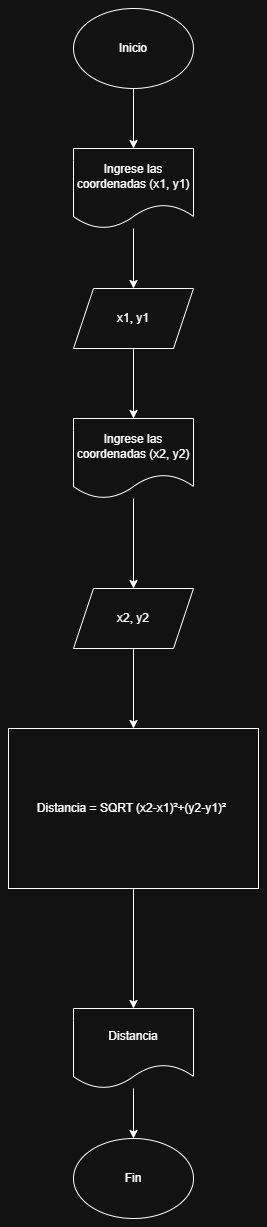 Inicio
Ingrese las
coordenadas (x1, y1)
x1, y1
Ingrese las
coordenadas (x2, y2)
x2, y2
Distancia = SQRT (x2-x1)²+(y2-y1)²
Distancia
Fin